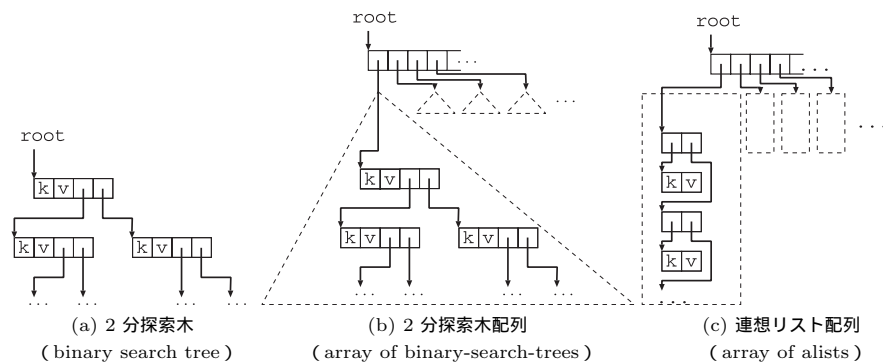 root
root
root
...
. . .
...
. . .
root
k v
k v
k v
k v
k v
k v
k v
k v
... ... ... ...
... ... ... ...
. . .
(a) 2 分探索木
( binary search tree )
(b) 2 分探索木配列
( array of binary-search-trees )
(c) 連想リスト配列
( array of alists )